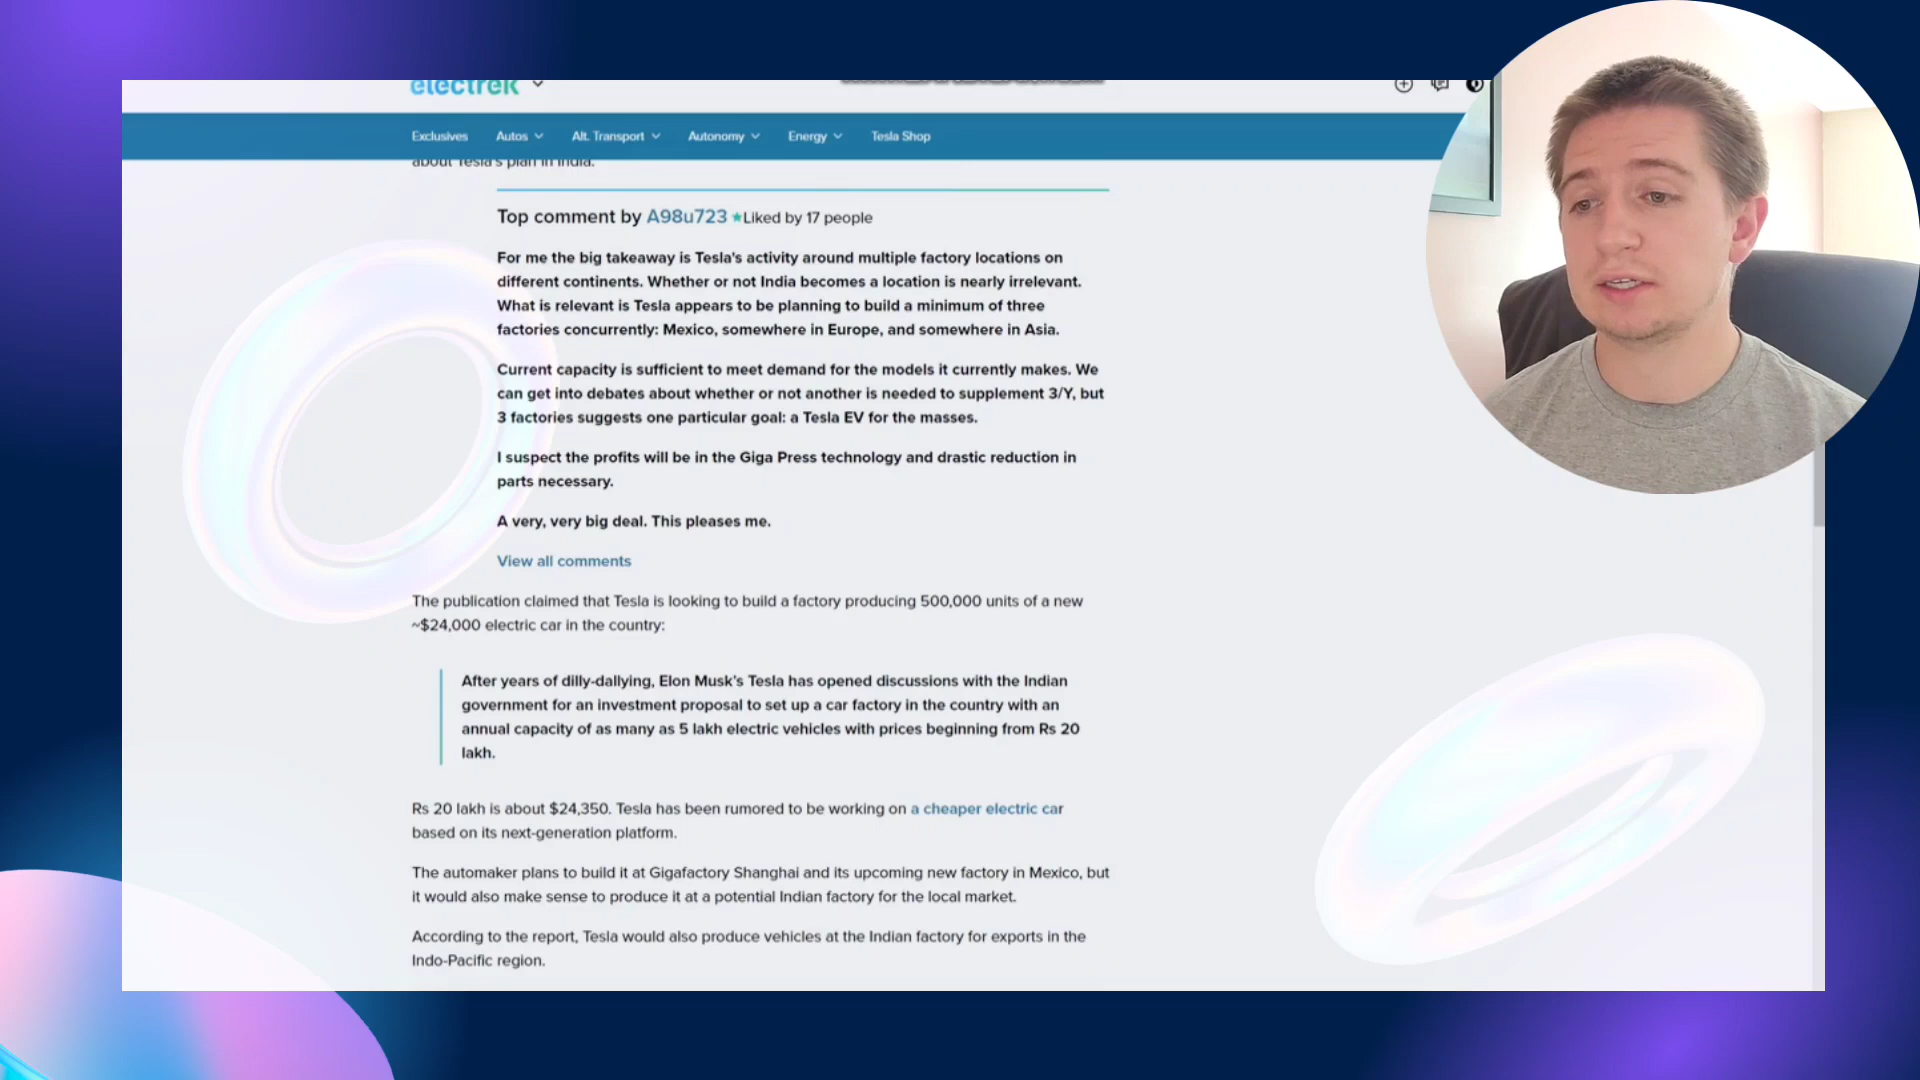 electrek
Exclusives Autos Alt. Transport Autonomy Energy Tesla Shop
about Tesla's plan in India.
Top comment by A98u723 ★Liked by 17 people
For me the big takeaway is Tesla's activity around multiple factory locations on
different continents. Whether or not India becomes a location is nearly irrelevant.
What is relevant is Tesla appears to be planning to build a minimum of three
factories concurrently: Mexico, somewhere in Europe, and somewhere in Asia.
Current capacity is sufficient to meet demand for the models it currently makes. We
can get into debates about whether or not another is needed to supplement 3/Y, but
3 factories suggests one particular goal: a Tesla EV for the masses.
I suspect the profits will be in the Giga Press technology and drastic reduction in
parts necessary.
A very, very big deal. This pleases me.
View all comments
The publication claimed that Tesla is looking to build a factory producing 500,000 units of a new
~$24,000 electric car in the country:
After years of dilly-dallying, Elon Musk's Tesla has opened discussions with the Indian
government for an investment proposal to set up a car factory in the country with an
annual capacity of as many as 5 lakh electric vehicles with prices beginning from Rs 20
lakh.
Rs 20 lakh is about $24,350. Tesla has been rumored to be working on a cheaper electric car
based on its next-generation platform.
The automaker plans to build it at Gigafactory Shanghai and its upcoming new factory in Mexico, but
it would also make sense to produce it at a potential Indian factory for the local market.
According to the report, Tesla would also produce vehicles at the Indian factory for exports in the
Indo-Pacific region.